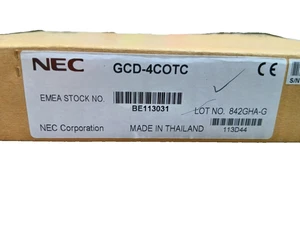 NEC GCD-4COTC CE
EMEA STOCK NO. BE113031
LOT NO. 842GHA-G
NEC Corporation MADE IN THAILAND 113D44